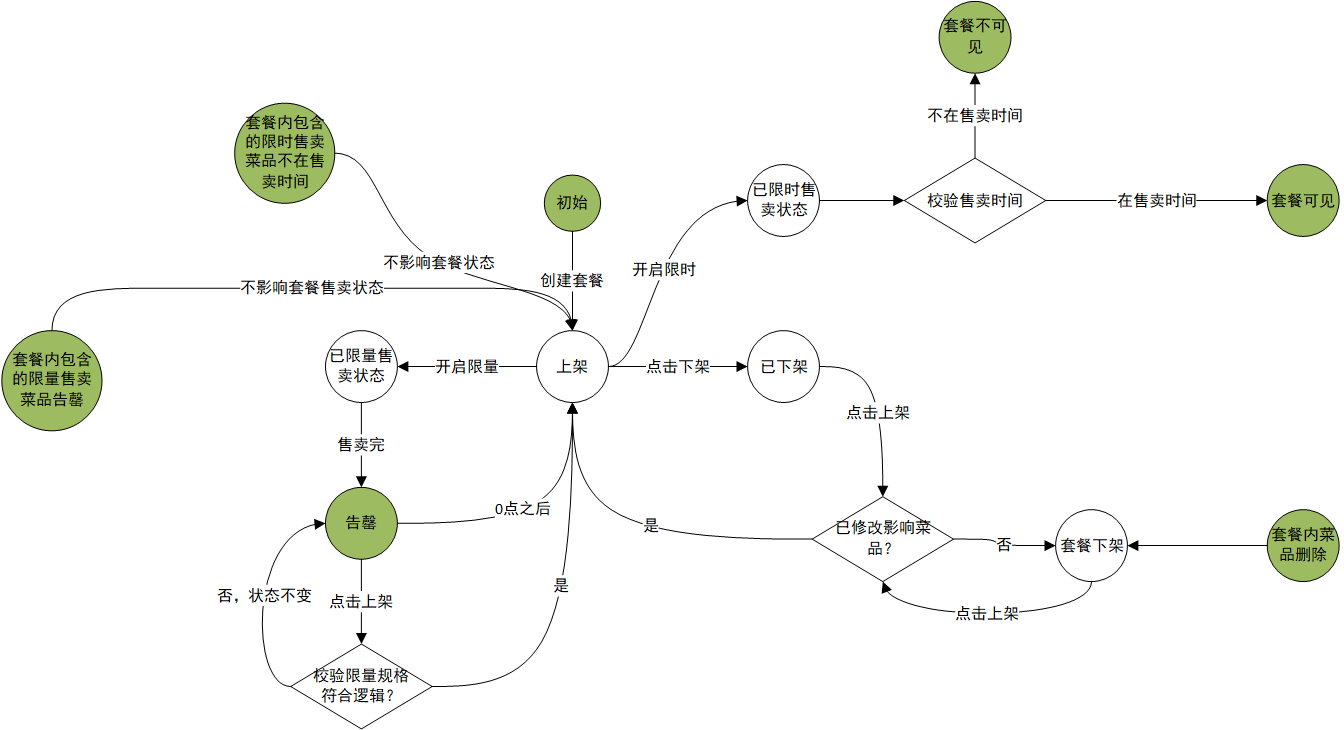 套餐不可
见
不在售卖时间
套餐内包含
的限时售卖
菜品不在售
卖时间
初始
已限时售
卖状态
校验售卖时间
在售卖时间
套餐可见
不影响套餐状态
开启限时
创建套餐
不影响套餐售卖状态
套餐内包含
的限量售卖
菜品告罄
已限量售
卖状态
开启限量
上架
点击下架
已下架
点击上架
售卖完
告罄
0点之后
是
已修改影响菜
品？
否
套餐下架
套餐内菜
品删除
否，状态不变
点击上架
是
点击上架
校验限量规格
符合逻辑？